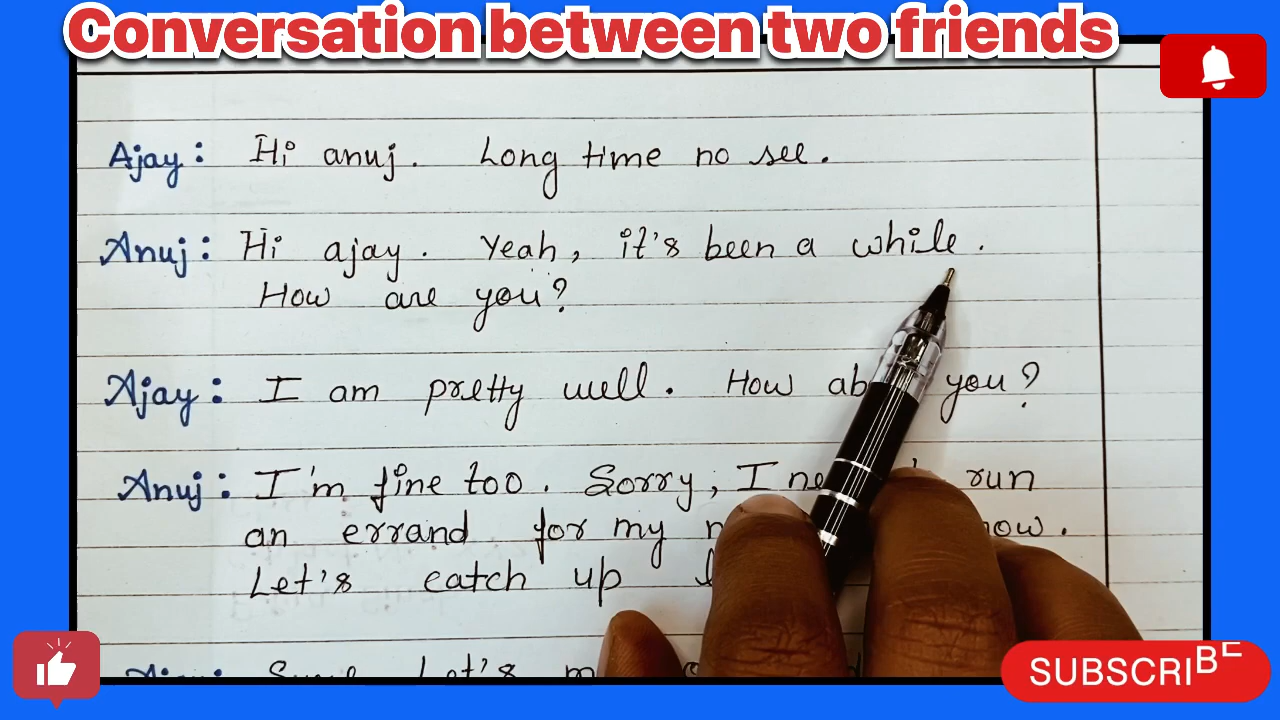 Conversation between two friends
Ajay: Hi anuj. Long time no see.
Anuj: Hi ajay. Yeah, it's been a while.
How are you?
Ajay: I am pretty well. How you?
Anuj: I'm fine too. Sorry, I run
an errand for my now.
Let's catch up
Let's
SUBSCRIBE